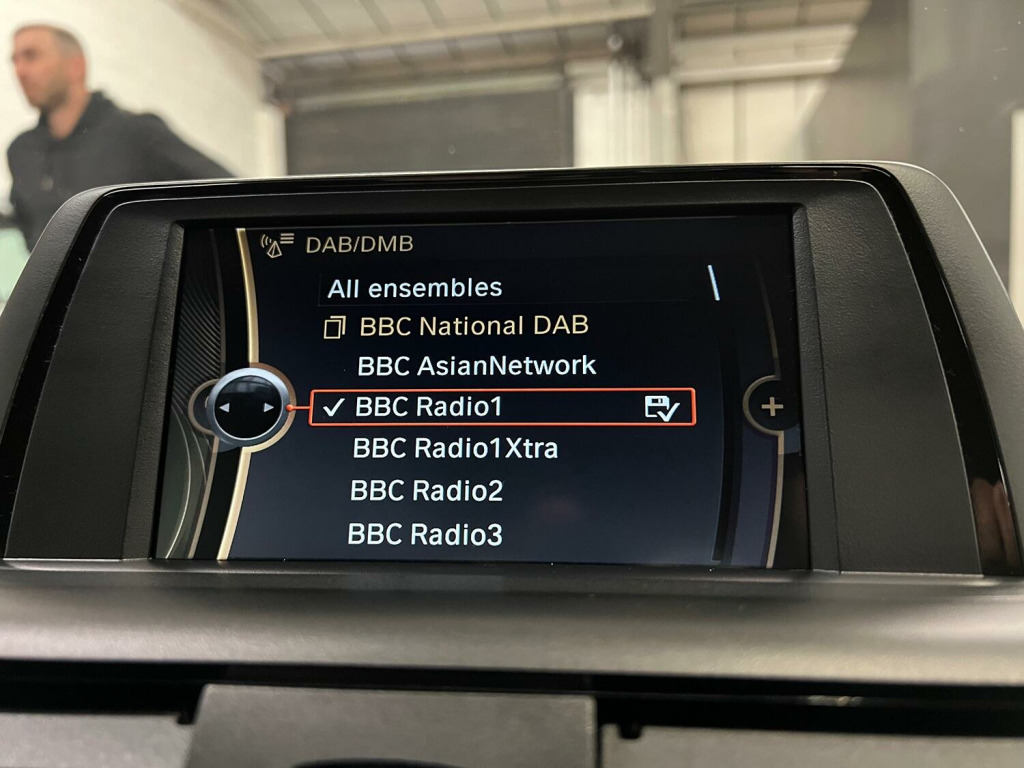 DAB/DMB
All ensembles
BBC National DAB
BBC AsianNetwork
BBC Radio1
BBC Radio1Xtra
BBC Radio2
BBC Radio3